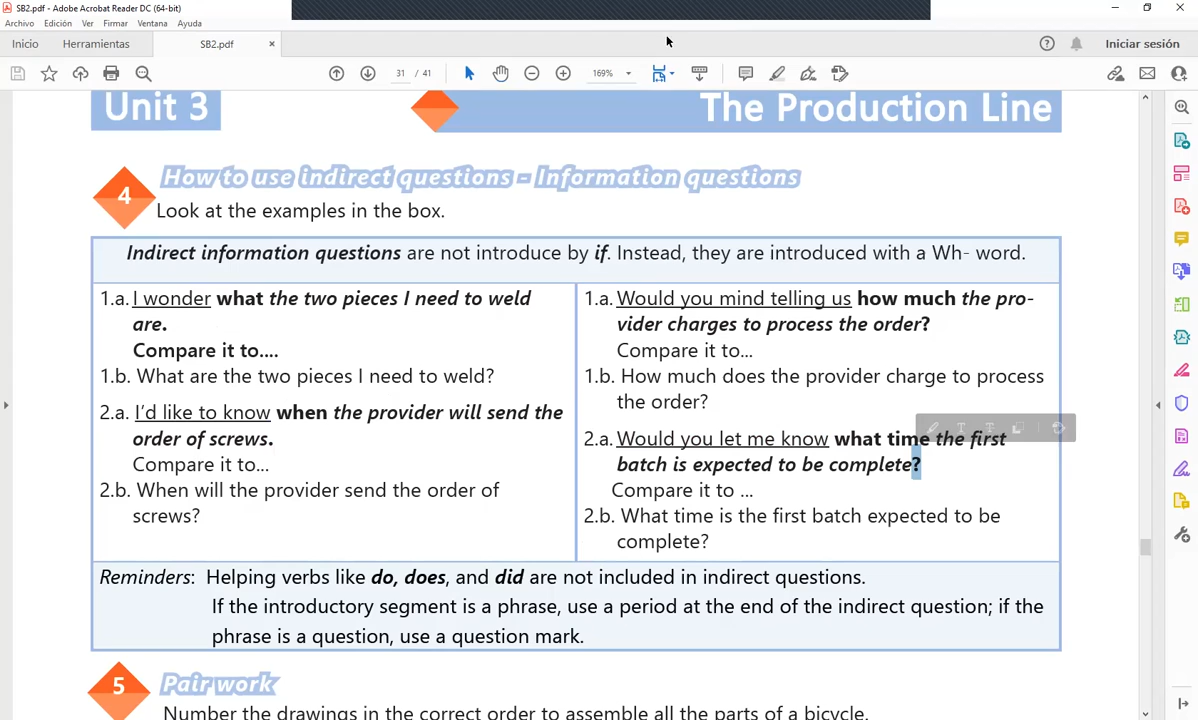 SB2.pdf - Adobe Acrobat Reader DC (64-bit)
Archivo Edición Ver Firmar Ventana Ayuda
Inicio Herramientas SB2.pdf × Iniciar sesión
31 / 41 169%
Unit 3 The Production Line
4 How to use indirect questions - Information questions
Look at the examples in the box.
Indirect information questions are not introduce by if. Instead, they are introduced with a Wh- word.
1.a. I wonder what the two pieces I need to weld
are.
Compare it to....
1.b. What are the two pieces I need to weld?
2.a. I'd like to know when the provider will send the
order of screws.
Compare it to...
2.b. When will the provider send the order of
screws?
1.a. Would you mind telling us how much the pro-
vider charges to process the order?
Compare it to...
1.b. How much does the provider charge to process
the order?
2.a. Would you let me know what time the first
batch is expected to be complete?
Compare it to ...
2.b. What time is the first batch expected to be
complete?
Reminders: Helping verbs like do, does, and did are not included in indirect questions.
If the introductory segment is a phrase, use a period at the end of the indirect question; if the
phrase is a question, use a question mark.
5 Pair work
Number the drawings in the correct order to assemble all the parts of a bicycle.